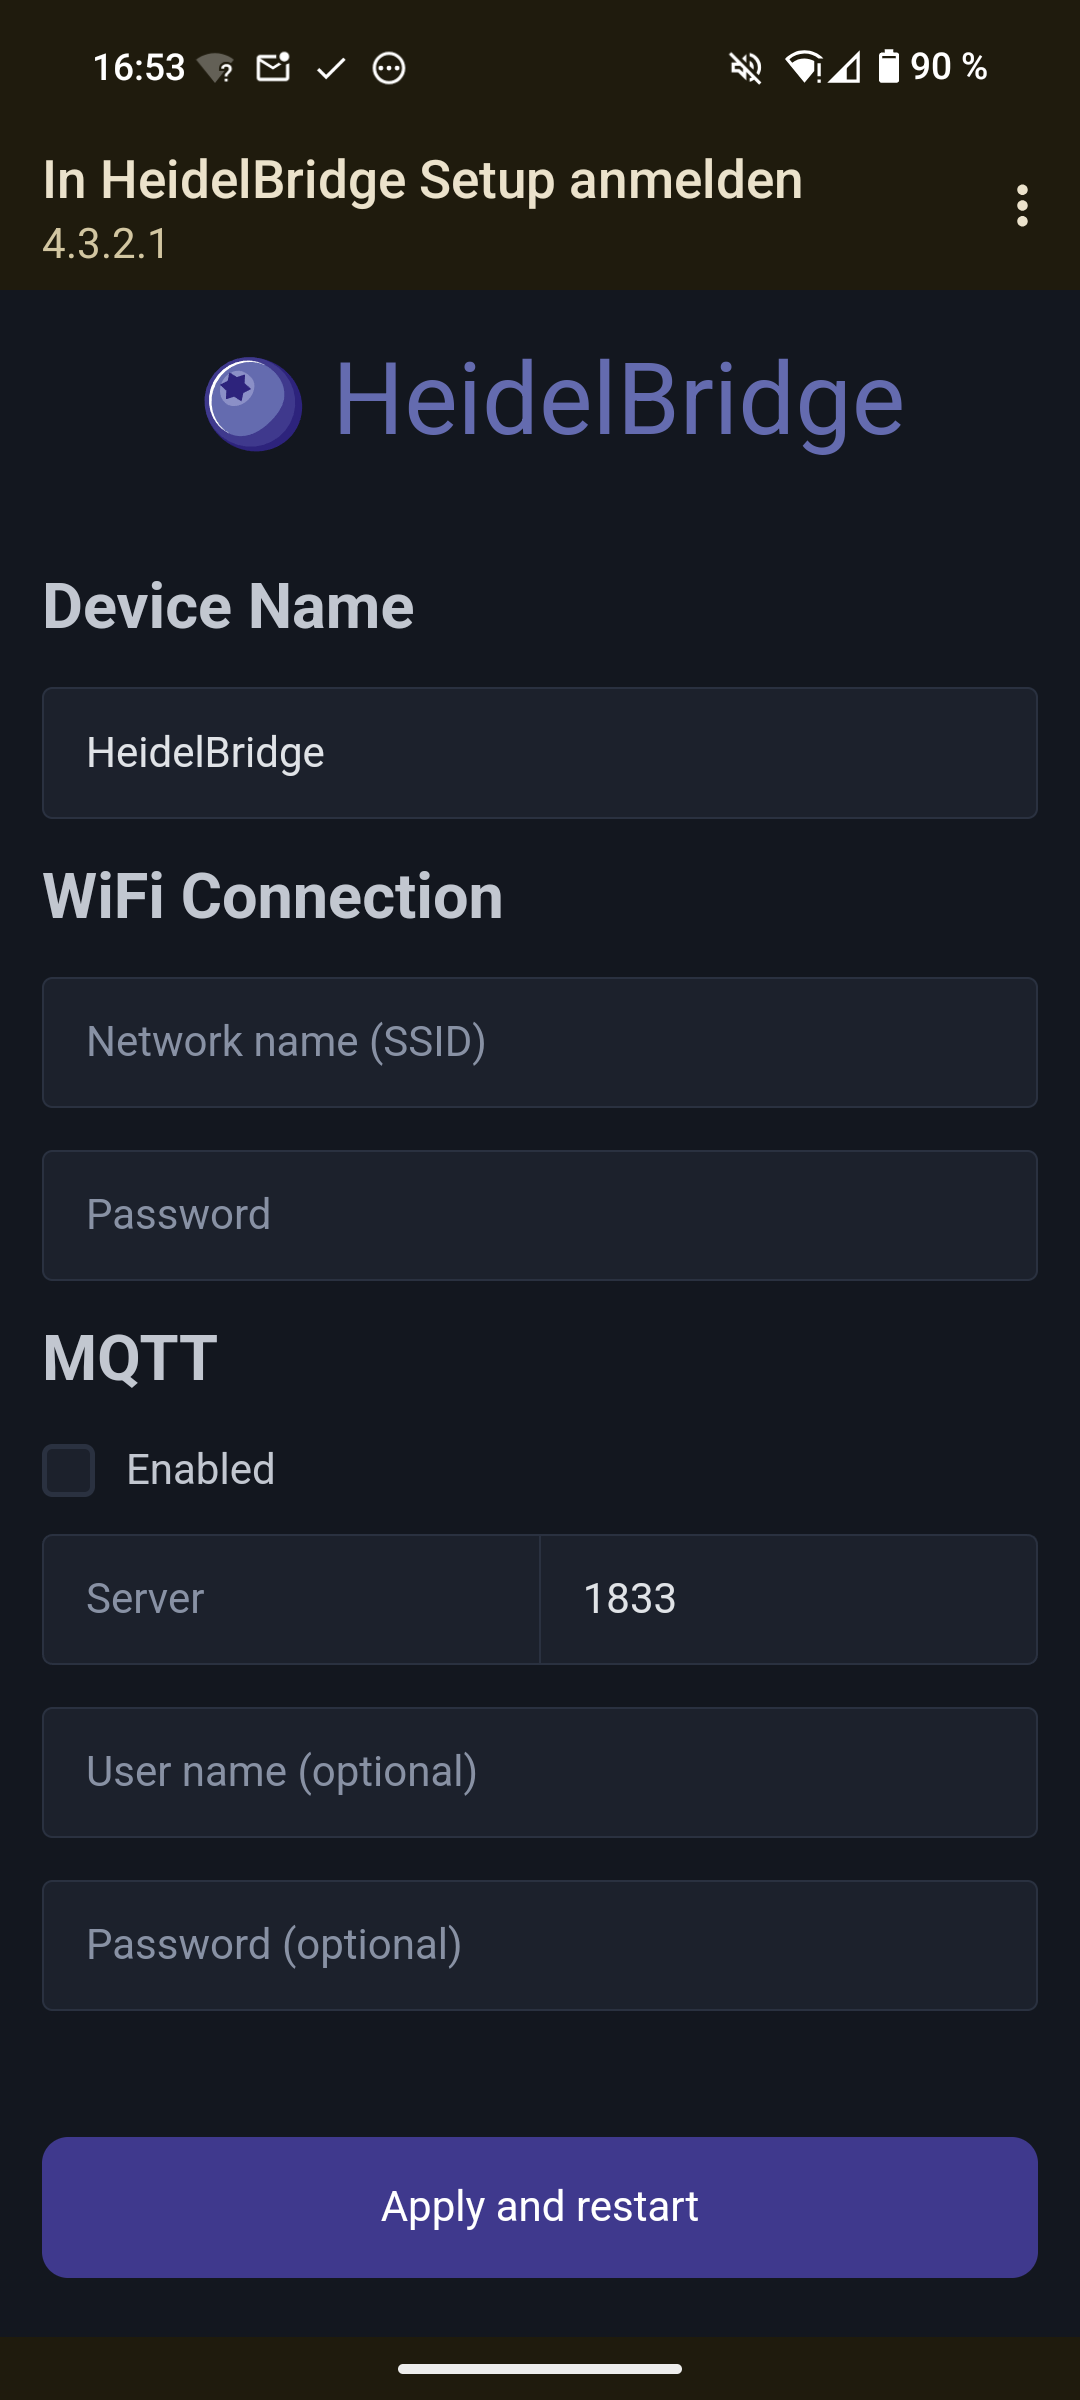 16:53
90 %
In HeidelBridge Setup anmelden
4.3.2.1
HeidelBridge
Device Name
HeidelBridge
WiFi Connection
Network name (SSID)
Password
MQTT
Enabled
Server
1833
User name (optional)
Password (optional)
Apply and restart